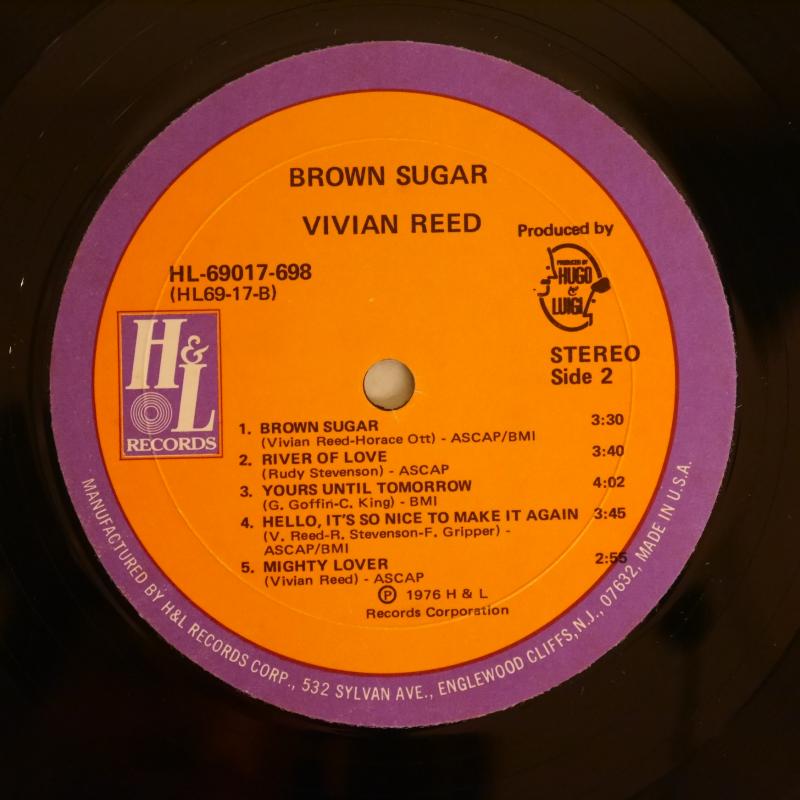 BROWN SUGAR
VIVIAN REED
Produced by
PRODUCED BY
HUGO
&
LUIGI
HL-69017-698
(HL69-17-B)
H&L
RECORDS
STEREO
Side 2
1. BROWN SUGAR 3:30
(Vivian Reed-Horace Ott) - ASCAP/BMI
2. RIVER OF LOVE 3:40
(Rudy Stevenson) - ASCAP
3. YOURS UNTIL TOMORROW 4:02
(G. Goffin-C. King) - BMI
4. HELLO, IT'S SO NICE TO MAKE IT AGAIN 3:45
(V. Reed-R. Stevenson-F. Gripper) -
ASCAP/BMI
5. MIGHTY LOVER 2:55
(Vivian Reed) - ASCAP
Ⓟ 1976 H & L
Records Corporation
MANUFACTURED BY H&L RECORDS CORP., 532 SYLVAN AVE., ENGLEWOOD CLIFFS, N.J., 07632, MADE IN U.S.A.